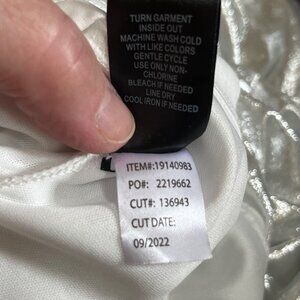 TURN GARMENT
INSIDE OUT
MACHINE WASH COLD
WITH LIKE COLORS
GENTLE CYCLE
USE ONLY NON-
CHLORINE
BLEACH IF NEEDED
LINE DRY
COOL IRON IF NEEDED
ITEM#:19140983
PO#: 2219662
CUT#: 136943
CUT DATE:
09/2022